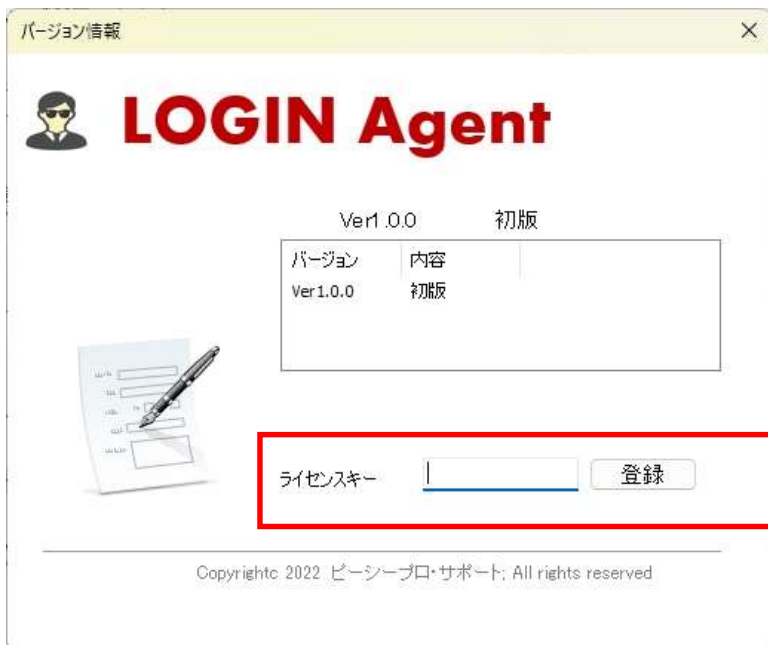 バージョン情報
LOGIN Agent
Ver1.0.0 初版
バージョン 内容
Ver1.0.0 初版
ライセンスキー 登録
Copyrightc 2022 ピーシープロ・サポート; All rights reserved